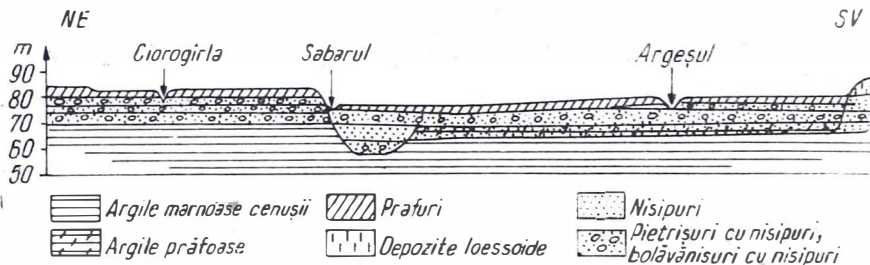 NE SV
Ciorogîrla Sabarul Argeșul
m
90
80
70
60
50
Argile marnoase cenușii Prafuri Nisipuri
Argile prăfoase Depozite loessoide Pietrișuri cu nisipuri,
bolăvănișuri cu nisipuri